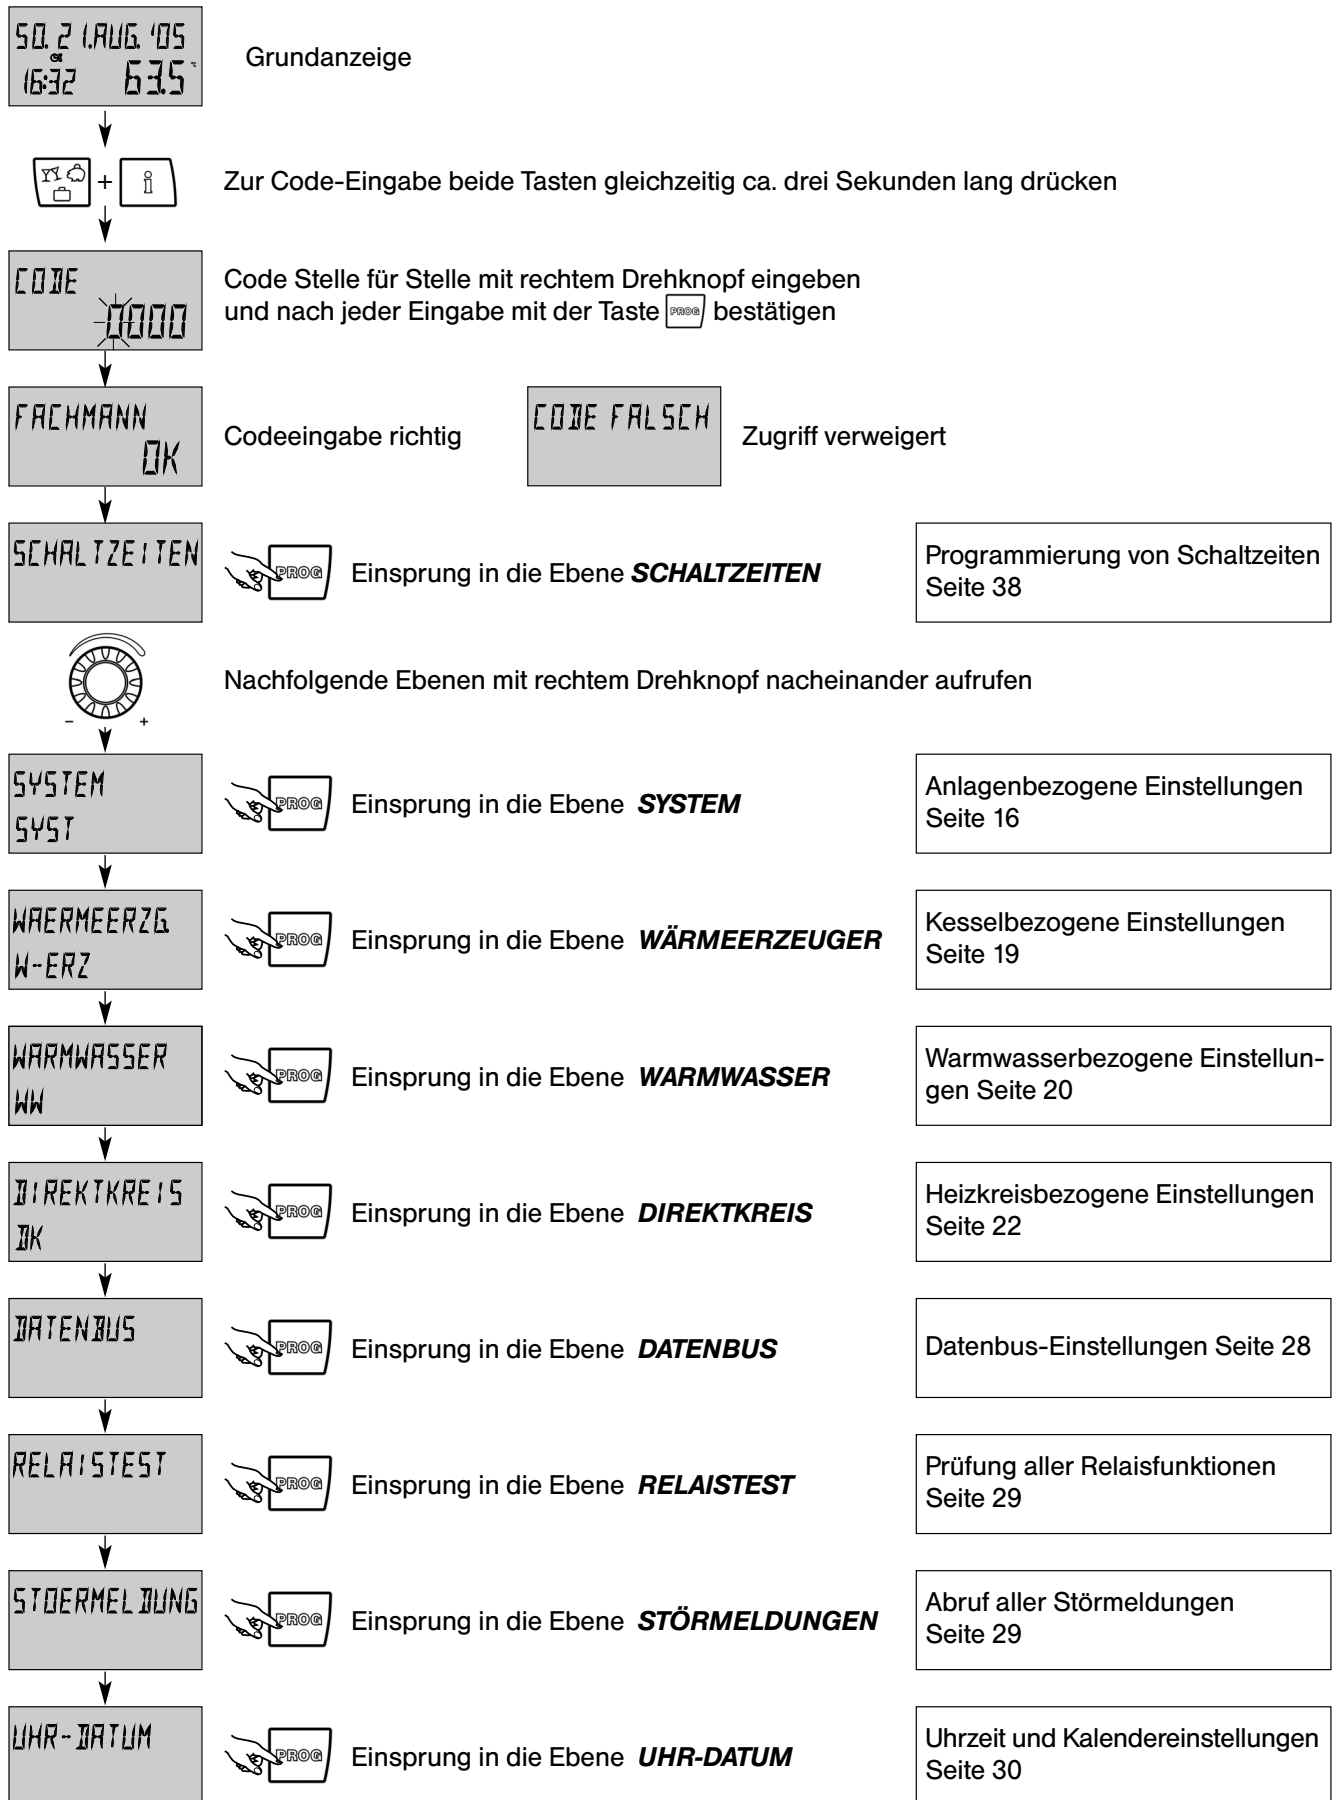 SO. 21.AUG. '05
16:32 63.5 °C
Grundanzeige
+
Zur Code-Eingabe beide Tasten gleichzeitig ca. drei Sekunden lang drücken
CODE
0000
Code Stelle für Stelle mit rechtem Drehknopf eingeben
und nach jeder Eingabe mit der Taste PROG bestätigen
FACHMANN
OK
Codeeingabe richtig
CODE FALSCH
Zugriff verweigert
SCHALTZEITEN
PROG
Einsprung in die Ebene SCHALTZEITEN
Programmierung von Schaltzeiten
Seite 38
- +
Nachfolgende Ebenen mit rechtem Drehknopf nacheinander aufrufen
SYSTEM
SYST
PROG
Einsprung in die Ebene SYSTEM
Anlagenbezogene Einstellungen
Seite 16
WAERMEERZG.
W-ERZ
PROG
Einsprung in die Ebene WÄRMEERZEUGER
Kesselbezogene Einstellungen
Seite 19
WARMWASSER
WW
PROG
Einsprung in die Ebene WARMWASSER
Warmwasserbezogene Einstellun-
gen Seite 20
DIREKTKREIS
DK
PROG
Einsprung in die Ebene DIREKTKREIS
Heizkreisbezogene Einstellungen
Seite 22
DATENBUS
PROG
Einsprung in die Ebene DATENBUS
Datenbus-Einstellungen Seite 28
RELAISTEST
PROG
Einsprung in die Ebene RELAISTEST
Prüfung aller Relaisfunktionen
Seite 29
STOERMELDUNG
PROG
Einsprung in die Ebene STÖRMELDUNGEN
Abruf aller Störmeldungen
Seite 29
UHR-DATUM
PROG
Einsprung in die Ebene UHR-DATUM
Uhrzeit und Kalendereinstellungen
Seite 30